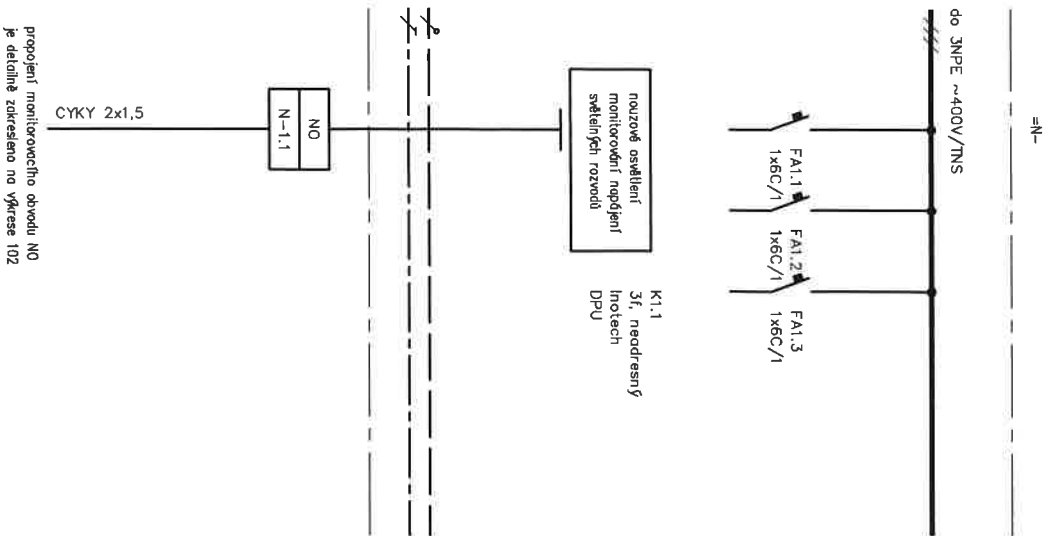 =N-
do 3NPE ~400V/TNS
FA1.1
1x6C/1
FA1.2
1x6C/1
FA1.3
1x6C/1
K1.1
3f, neadresný
Inotech
DPU
nouzové osvětlení
monitorování napájení
světelných rozvodů
NO
N-1.1
CYKY 2x1,5
propojení monitorovacího obvodu NO
je detailně zakresleno na výkrese 102